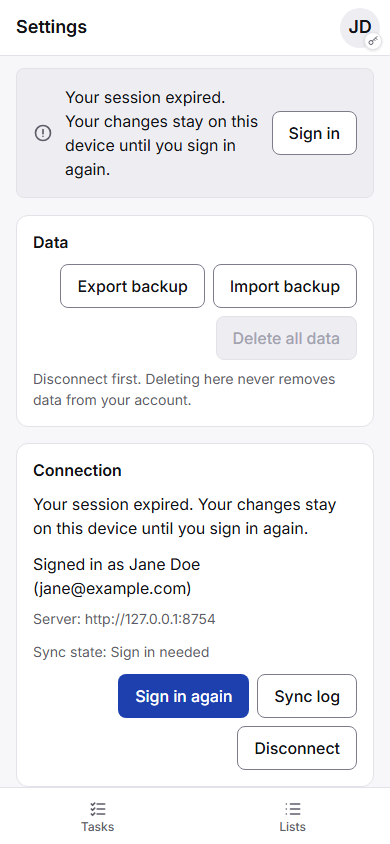 Settings
JD
Your session expired.
Your changes stay on this
device until you sign in
again.
Sign in
Data
Export backup
Import backup
Delete all data
Disconnect first. Deleting here never removes
data from your account.
Connection
Your session expired. Your changes stay
on this device until you sign in again.
Signed in as Jane Doe
(jane@example.com)
Server: http://127.0.0.1:8754
Sync state: Sign in needed
Sign in again
Sync log
Disconnect
Tasks
Lists